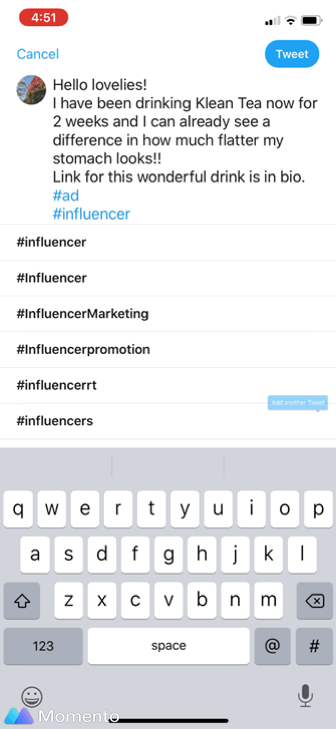 4:51
Cancel
Tweet
Hello lovelies!
I have been drinking Klean Tea now for
2 weeks and I can already see a
difference in how much flatter my
stomach looks!!
Link for this wonderful drink is in bio.
#ad
#influencer
#influencer
#Influencer
#InfluencerMarketing
#Influencerpromotion
#influencerrt
Add another Tweet
#influencers
q w e r t y u i o p
a s d f g h j k l
z x c v b n m
123 space @ #
Momento